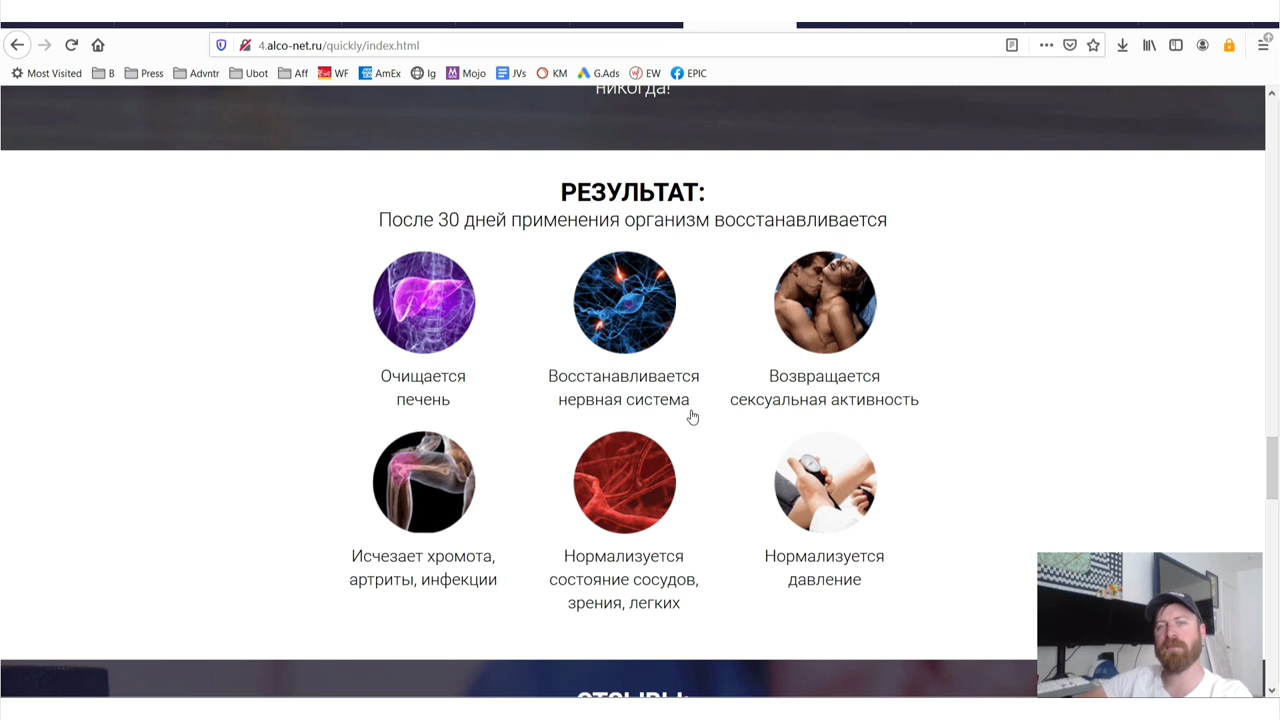 4.alco-net.ru/quickly/index.html
Most Visited B Press Advntr Ubot Aff WF AmEx Ig Mojo JVs KM G.Ads EW EPIC
никогда!
РЕЗУЛЬТАТ:
После 30 дней применения организм восстанавливается
Очищается
печень
Восстанавливается
нервная система
Возвращается
сексуальная активность
Исчезает хромота,
артриты, инфекции
Нормализуется
состояние сосудов,
зрения, легких
Нормализуется
давление
ОТЗЫВЫ: